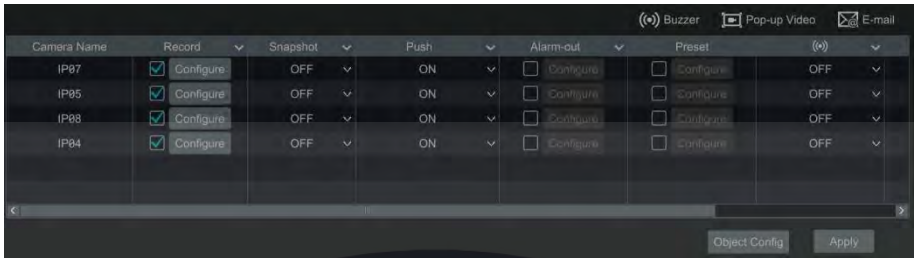 Buzzer Pop-up Video E-mail
Camera Name Record Snapshot Push Alarm-out Preset
IP07 Configure OFF ON Configure Configure OFF
IP05 Configure OFF ON Configure Configure OFF
IP08 Configure OFF ON Configure Configure OFF
IP04 Configure OFF ON Configure Configure OFF
Object Config Apply